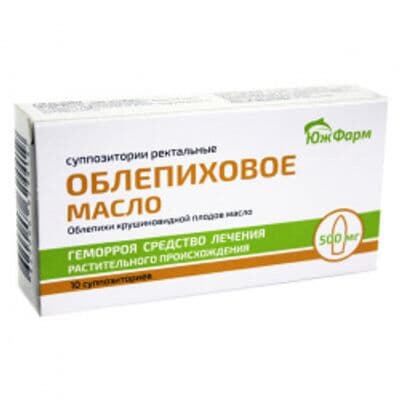 ЮжФарм
суппозитории ректальные
ОБЛЕПИХОВОЕ
МАСЛО
Облепихи крушиновидной плодов масло
ГЕМОРРОЯ СРЕДСТВО ЛЕЧЕНИЯ
РАСТИТЕЛЬНОГО ПРОИСХОЖДЕНИЯ
500 мг
10 суппозиториев